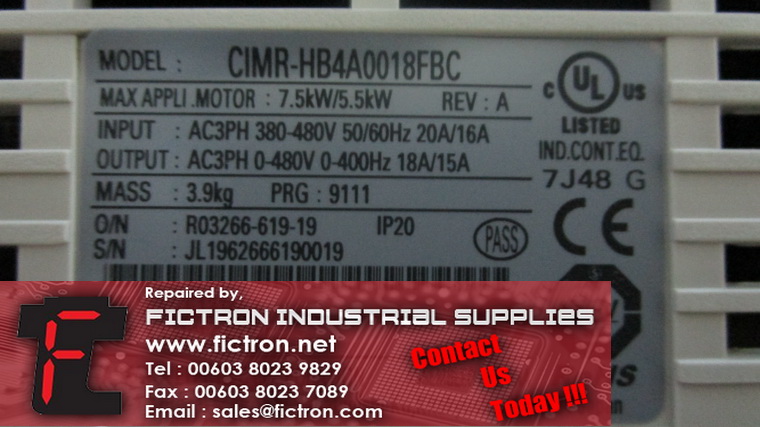 MODEL : CIMR-HB4A0018FBC
MAX APPLI .MOTOR : 7.5kW/5.5kW REV : A
INPUT : AC3PH 380-480V 50/60Hz 20A/16A
OUTPUT : AC3PH 0-480V 0-400Hz 18A/15A
MASS : 3.9kg PRG : 9111
O/N : R03266-619-19 IP20
S/N : JL1962666190019
PASS
C UL US
LISTED
IND.CONT.EQ.
7J48 G
CE
Repaired by,
FICTRON INDUSTRIAL SUPPLIES
www.fictron.net
Tel : 00603 8023 9829
Fax : 00603 8023 7089
Email : sales@fictron.com
Contact
Us
Today !!!